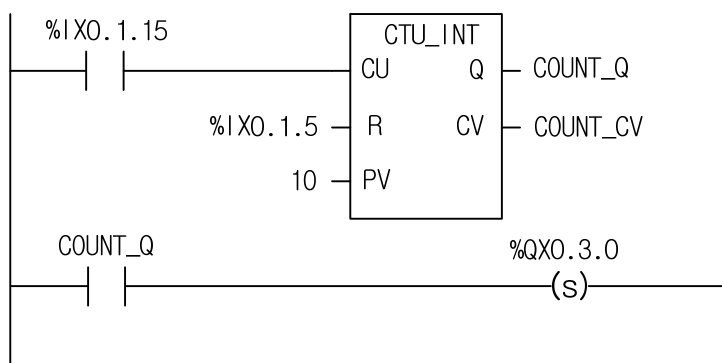 %IX0.1.15
CTU_INT
CU Q COUNT_Q
%IX0.1.5 R CV COUNT_CV
10 PV
COUNT_Q %QX0.3.0
(S)